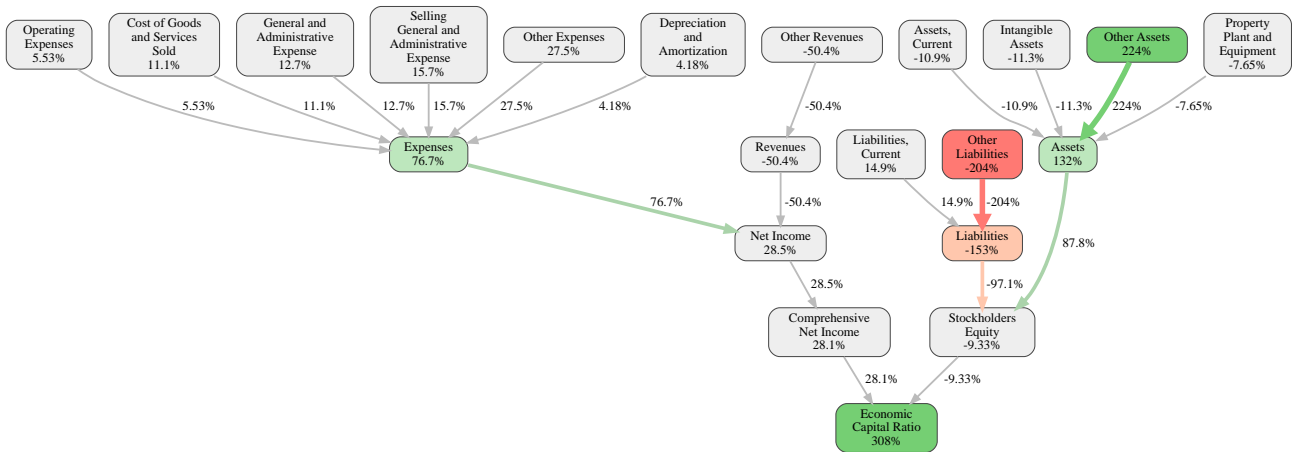 Operating
Expenses
5.53%
Cost of Goods
and Services
Sold
11.1%
General and
Administrative
Expense
12.7%
Selling
General and
Administrative
Expense
15.7%
Other Expenses
27.5%
Depreciation
and
Amortization
4.18%
Other Revenues
-50.4%
Assets,
Current
-10.9%
Intangible
Assets
-11.3%
Other Assets
224%
Property
Plant and
Equipment
-7.65%
5.53%
11.1%
12.7%
15.7%
27.5%
4.18%
-50.4%
-10.9%
-11.3%
224%
-7.65%
Expenses
76.7%
Revenues
-50.4%
Liabilities,
Current
14.9%
Other
Liabilities
-204%
Assets
132%
76.7%
-50.4%
14.9%
-204%
87.8%
Net Income
28.5%
Liabilities
-153%
28.5%
-97.1%
Comprehensive
Net Income
28.1%
Stockholders
Equity
-9.33%
28.1%
-9.33%
Economic
Capital Ratio
308%